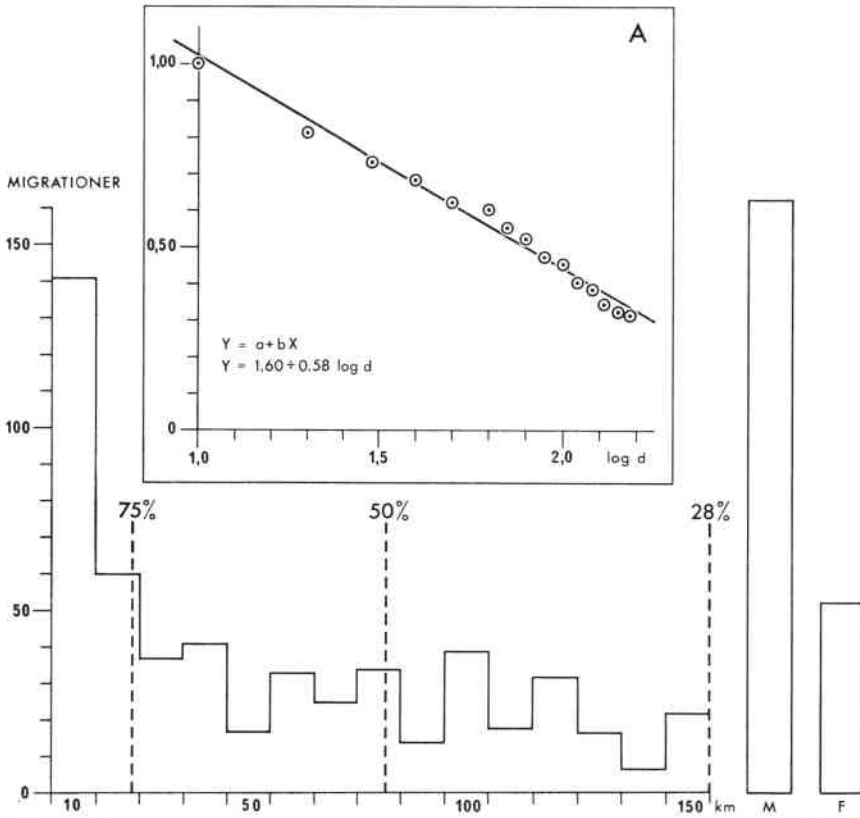 A
1,00
0,50
0
Y = a+bX
Y = 1.60÷0.58 log d
1,0 1,5 2,0 log d
MIGRATIONER
150
100
50
0
75% 50% 28%
10 50 100 150 km M F